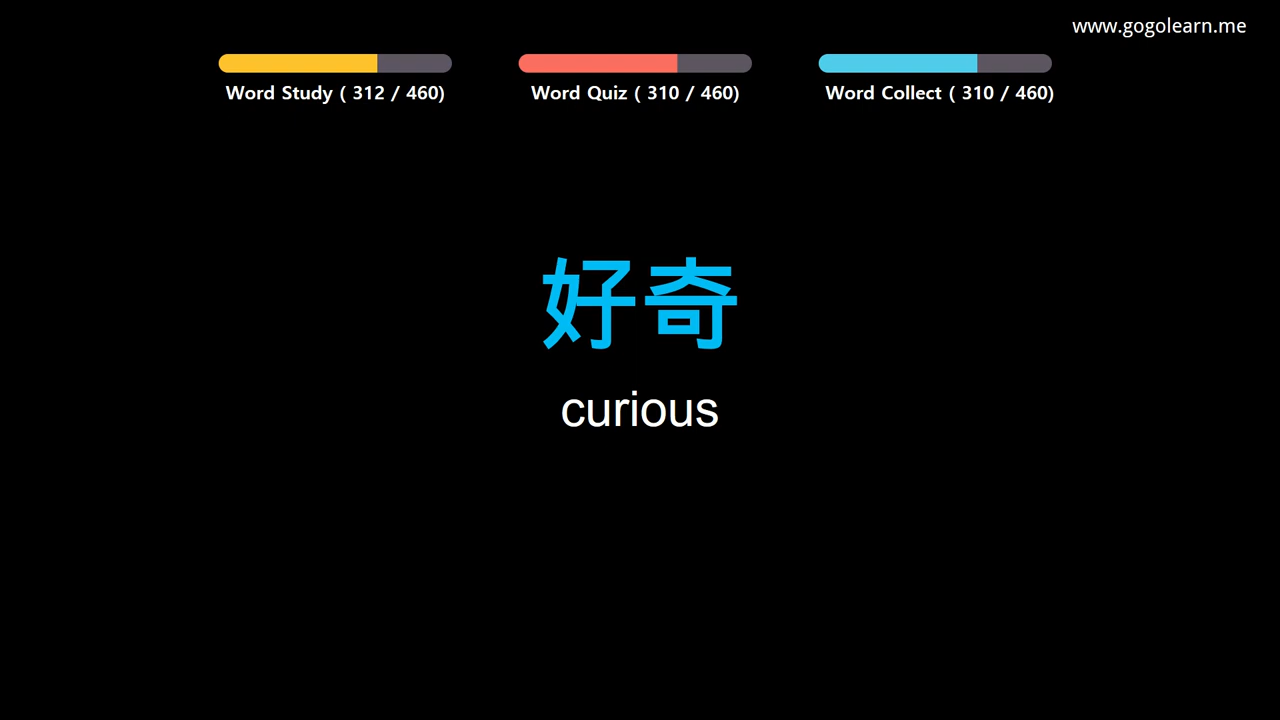 www.gogolearn.me
Word Study ( 312 / 460)
Word Quiz ( 310 / 460)
Word Collect ( 310 / 460)
好奇
curious